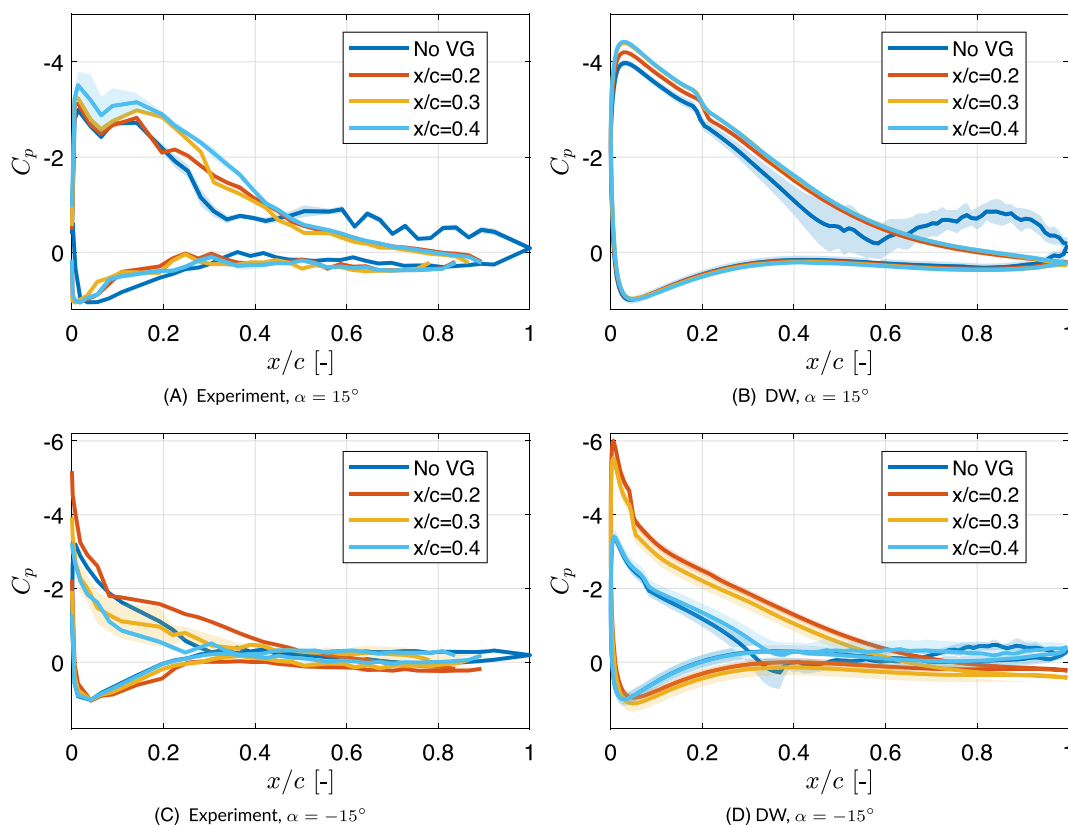 No VG
x/c=0.2
x/c=0.3
x/c=0.4
-4
-2
0
C_p
0 0.2 0.4 0.6 0.8 1
x/c [-]
(A) Experiment, α = 15°
No VG
x/c=0.2
x/c=0.3
x/c=0.4
-4
-2
0
C_p
0 0.2 0.4 0.6 0.8 1
x/c [-]
(B) DW, α = 15°
No VG
x/c=0.2
x/c=0.3
x/c=0.4
-6
-4
-2
0
C_p
0 0.2 0.4 0.6 0.8 1
x/c [-]
(C) Experiment, α = −15°
No VG
x/c=0.2
x/c=0.3
x/c=0.4
-6
-4
-2
0
C_p
0 0.2 0.4 0.6 0.8 1
x/c [-]
(D) DW, α = −15°